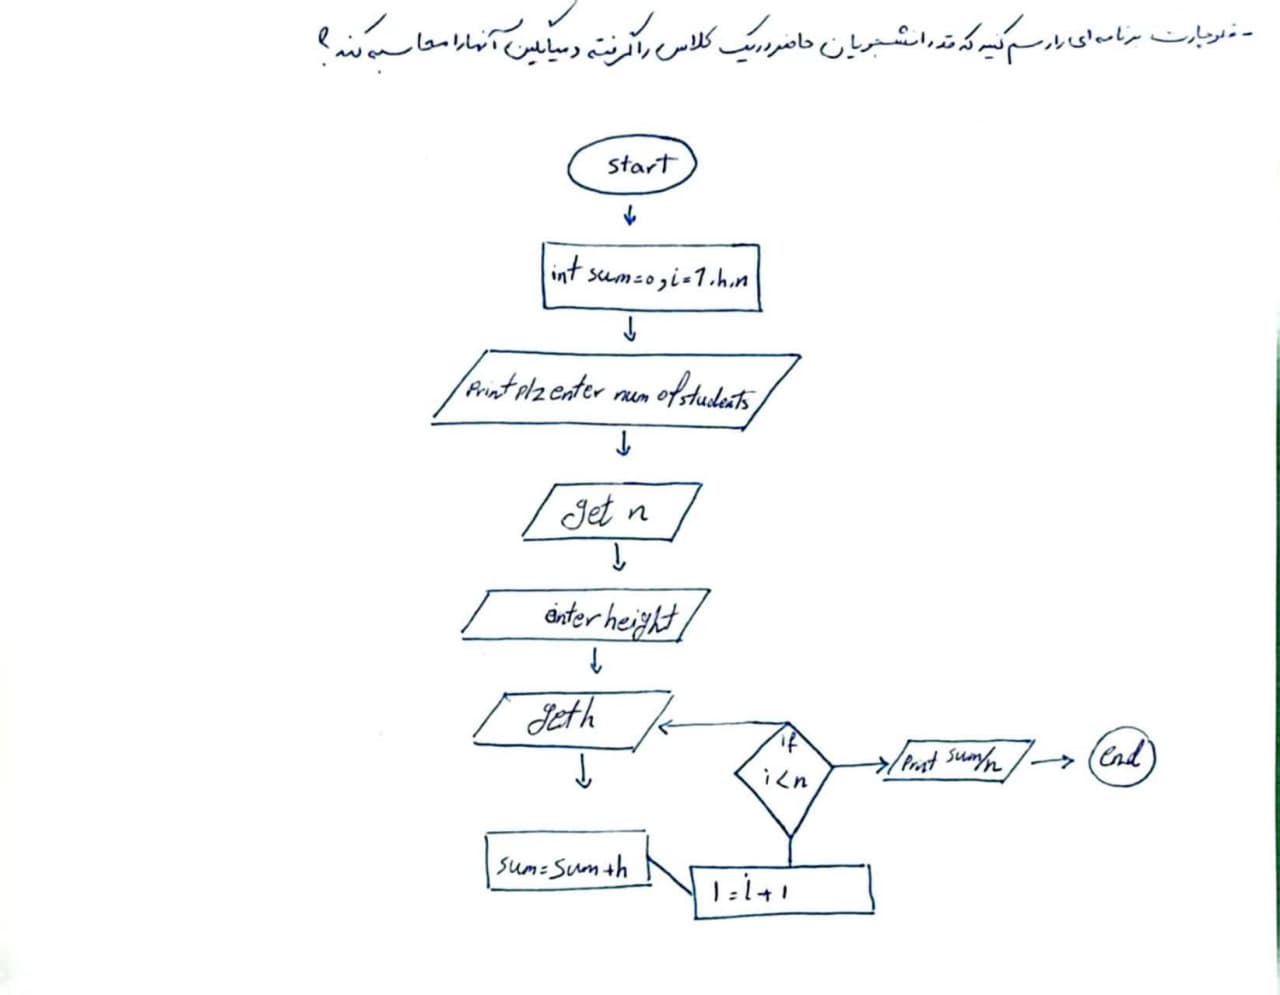 - فلوچارت برنامه ای را رسم کنید که قد دانشجویان حاضر در یک کلاس را گرفته و میانگین آنها را محاسبه کند؟
start
int sum=0,i=1,h,n
Print plz enter num of students
get n
enter height
get h
if
i<n
Print sum/n
end
sum=sum+h
i=i+1